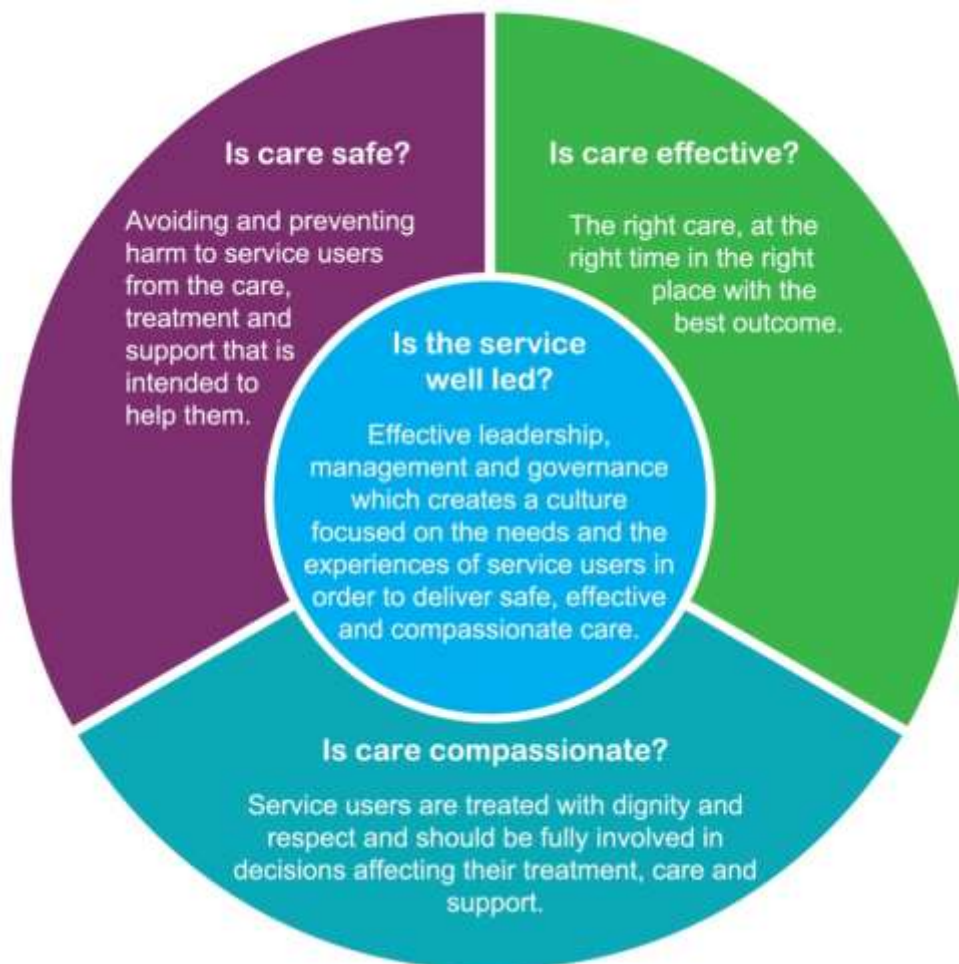 Is care safe?
Avoiding and preventing
harm to service users
from the care,
treatment and
support that is
intended to
help them.
Is care effective?
The right care, at the
right time in the right
place with the
best outcome.
Is the service
well led?
Effective leadership,
management and governance
which creates a culture
focused on the needs and the
experiences of service users in
order to deliver safe, effective
and compassionate care.
Is care compassionate?
Service users are treated with dignity and
respect and should be fully involved in
decisions affecting their treatment, care and
support.